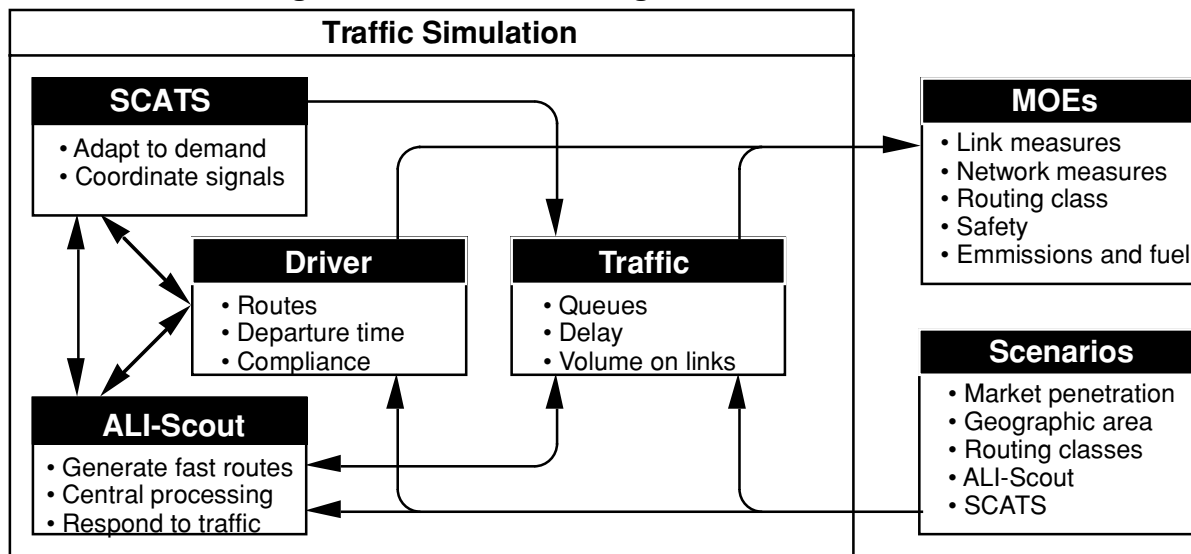 Traffic Simulation
SCATS
• Adapt to demand
• Coordinate signals
Driver
• Routes
• Departure time
• Compliance
Traffic
• Queues
• Delay
• Volume on links
ALI-Scout
• Generate fast routes
• Central processing
• Respond to traffic
MOEs
• Link measures
• Network measures
• Routing class
• Safety
• Emmissions and fuel
Scenarios
• Market penetration
• Geographic area
• Routing classes
• ALI-Scout
• SCATS